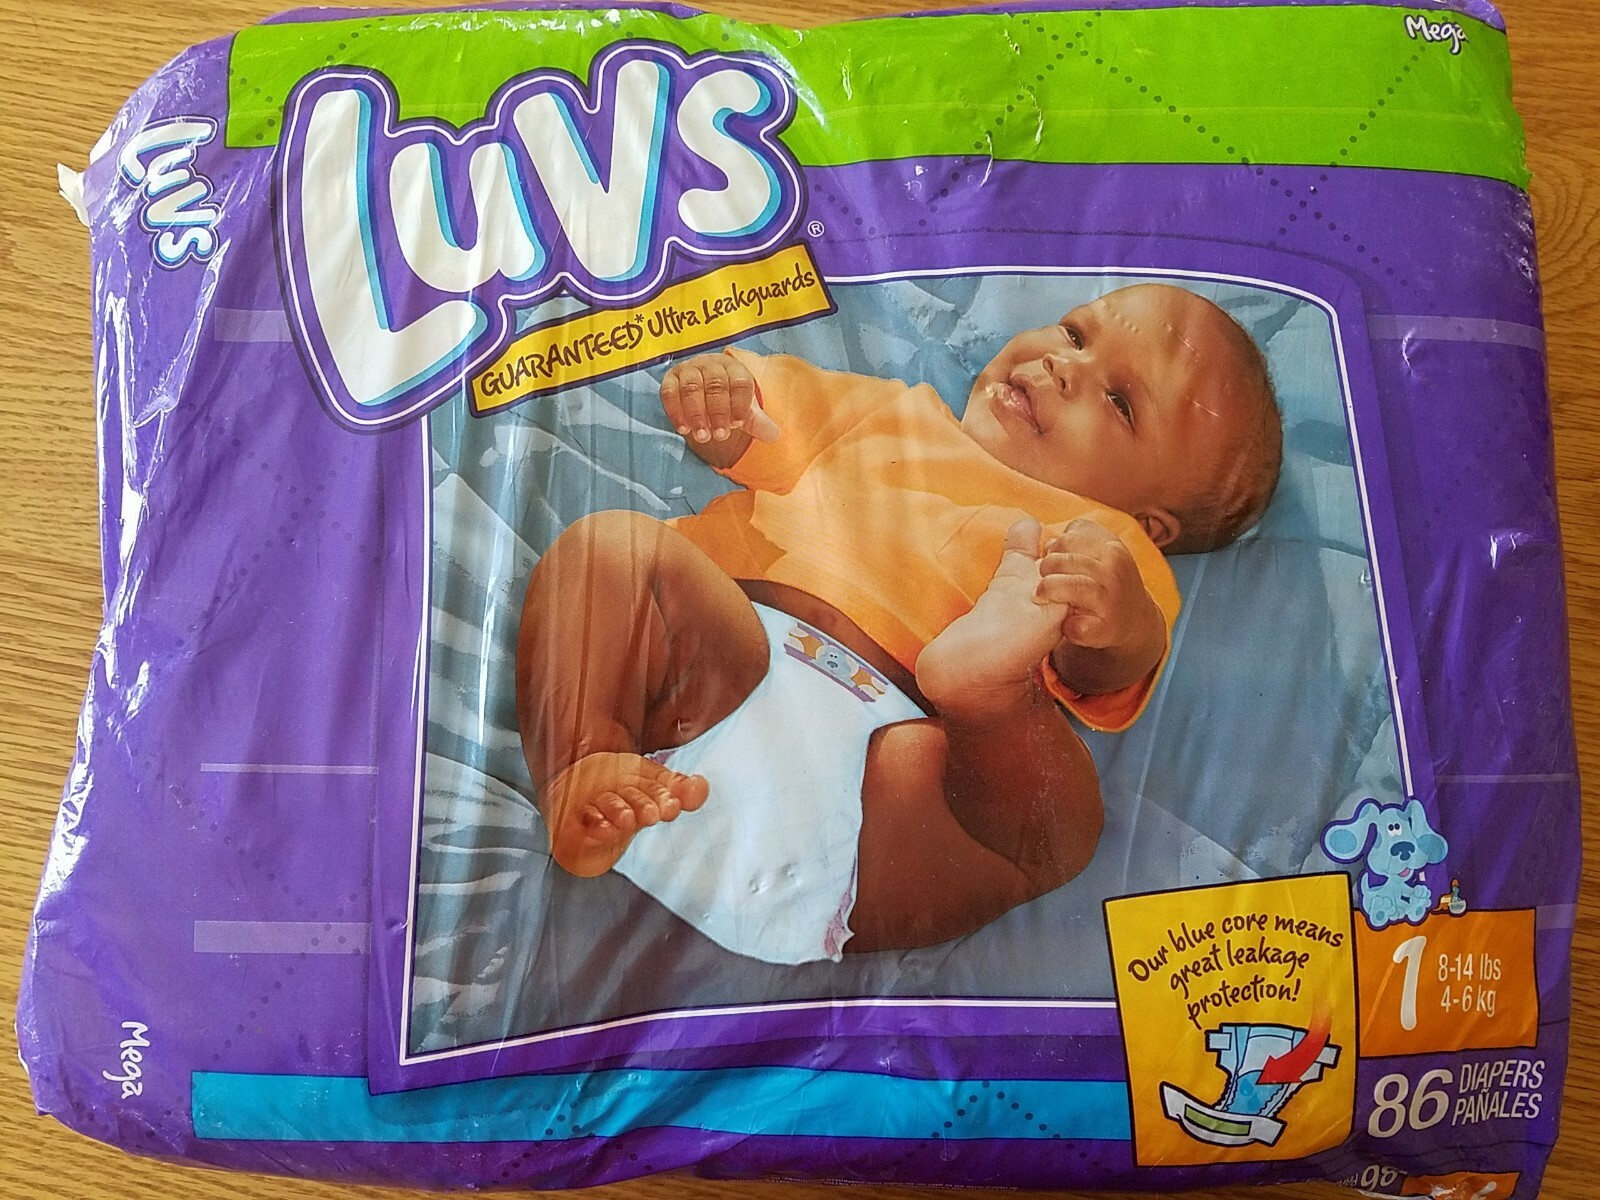 Mega
LUVS
LUVS®
GUARANTEED* Ultra Leakguards
Our blue core means
great leakage
protection!
1
8-14 lbs
4-6 kg
86
DIAPERS
PAÑALES
Mega
86